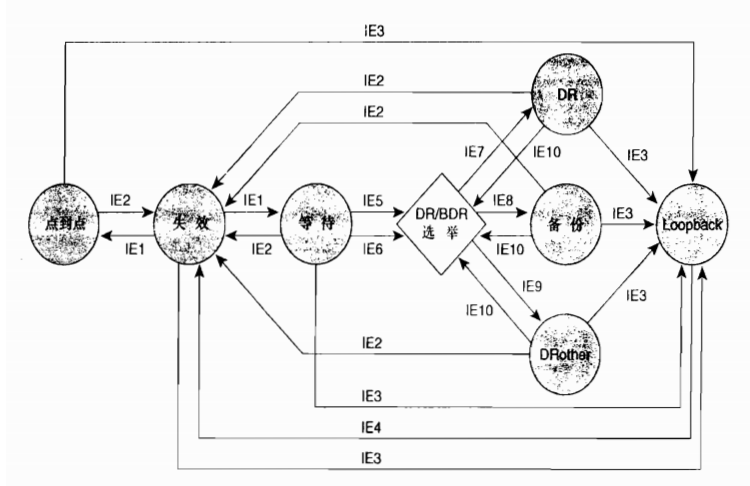 IE3
IE2
DR
IE2
IE7
IE10
IE3
点到点
IE2
IE1
失效
IE1
IE2
等待
IE5
IE6
DR/BDR
选举
IE8
IE10
备份
IE3
Loopback
IE9
IE10
IE3
DRother
IE2
IE3
IE4
IE3